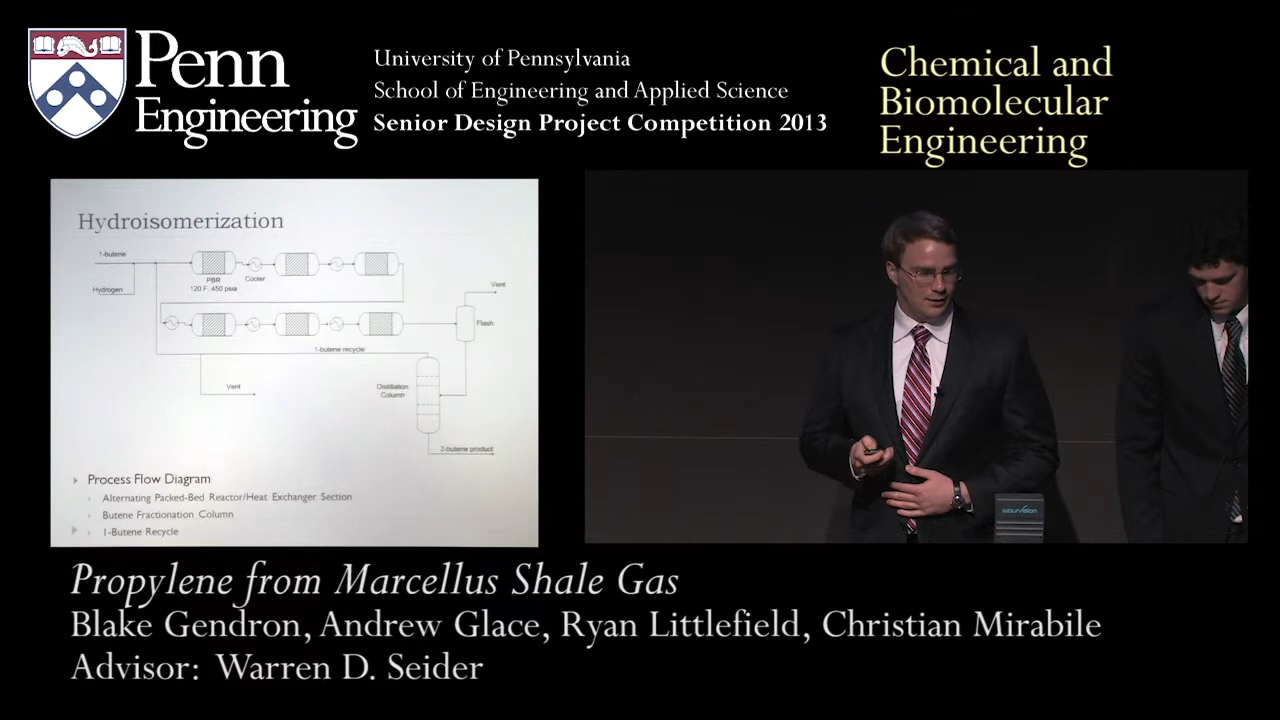 Penn
Engineering
University of Pennsylvania
School of Engineering and Applied Science
Senior Design Project Competition 2013
Chemical and
Biomolecular
Engineering
Hydroisomerization
1-butene
Hydrogen
PBR
120 F, 450 psia
Cooler
Vent
Flash
1-butene recycle
Vent
Distillation
Column
2-butene product
Process Flow Diagram
Alternating Packed-Bed Reactor/Heat Exchanger Section
Butene Fractionation Column
1-Butene Recycle
Propylene from Marcellus Shale Gas
Blake Gendron, Andrew Glace, Ryan Littlefield, Christian Mirabile
Advisor: Warren D. Seider